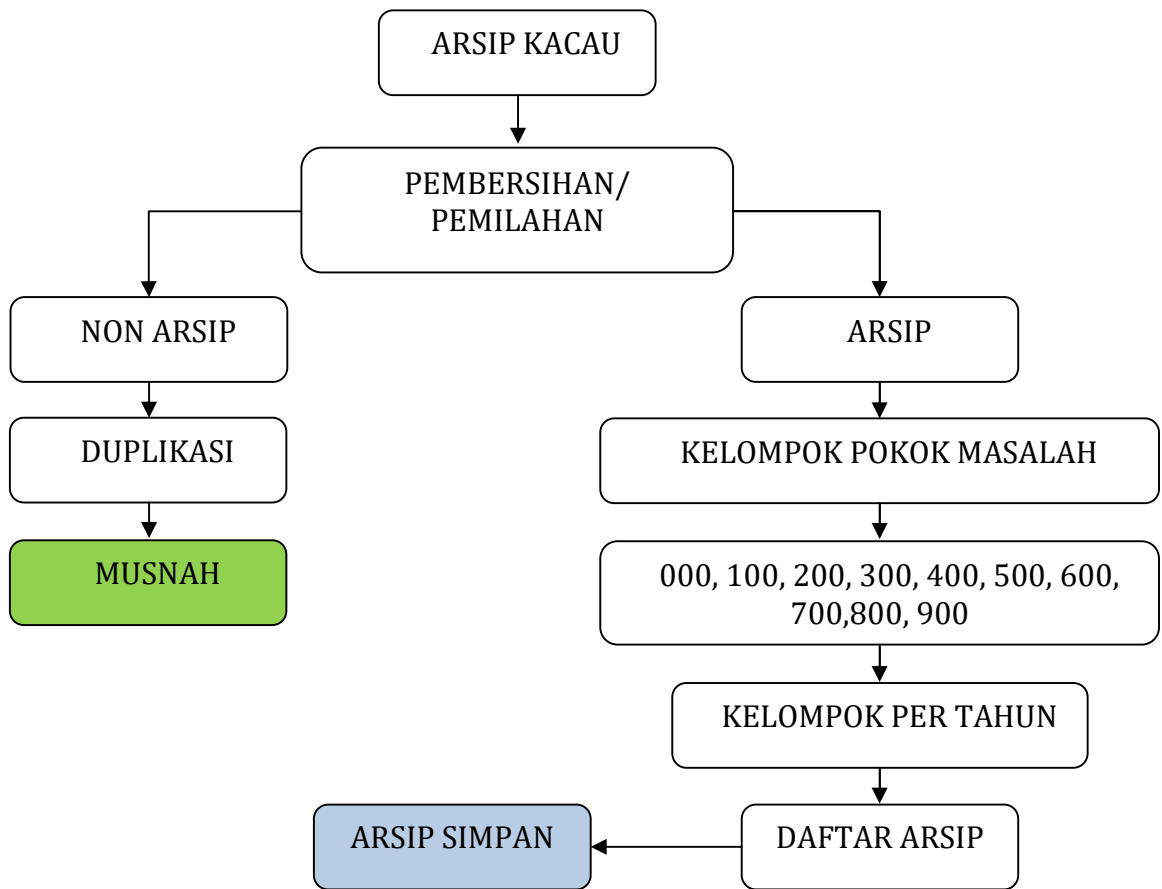 ARSIP KACAU
PEMBERSIHAN/
PEMILAHAN
NON ARSIP
ARSIP
DUPLIKASI
KELOMPOK POKOK MASALAH
MUSNAH
000, 100, 200, 300, 400, 500, 600,
700,800, 900
KELOMPOK PER TAHUN
ARSIP SIMPAN
DAFTAR ARSIP